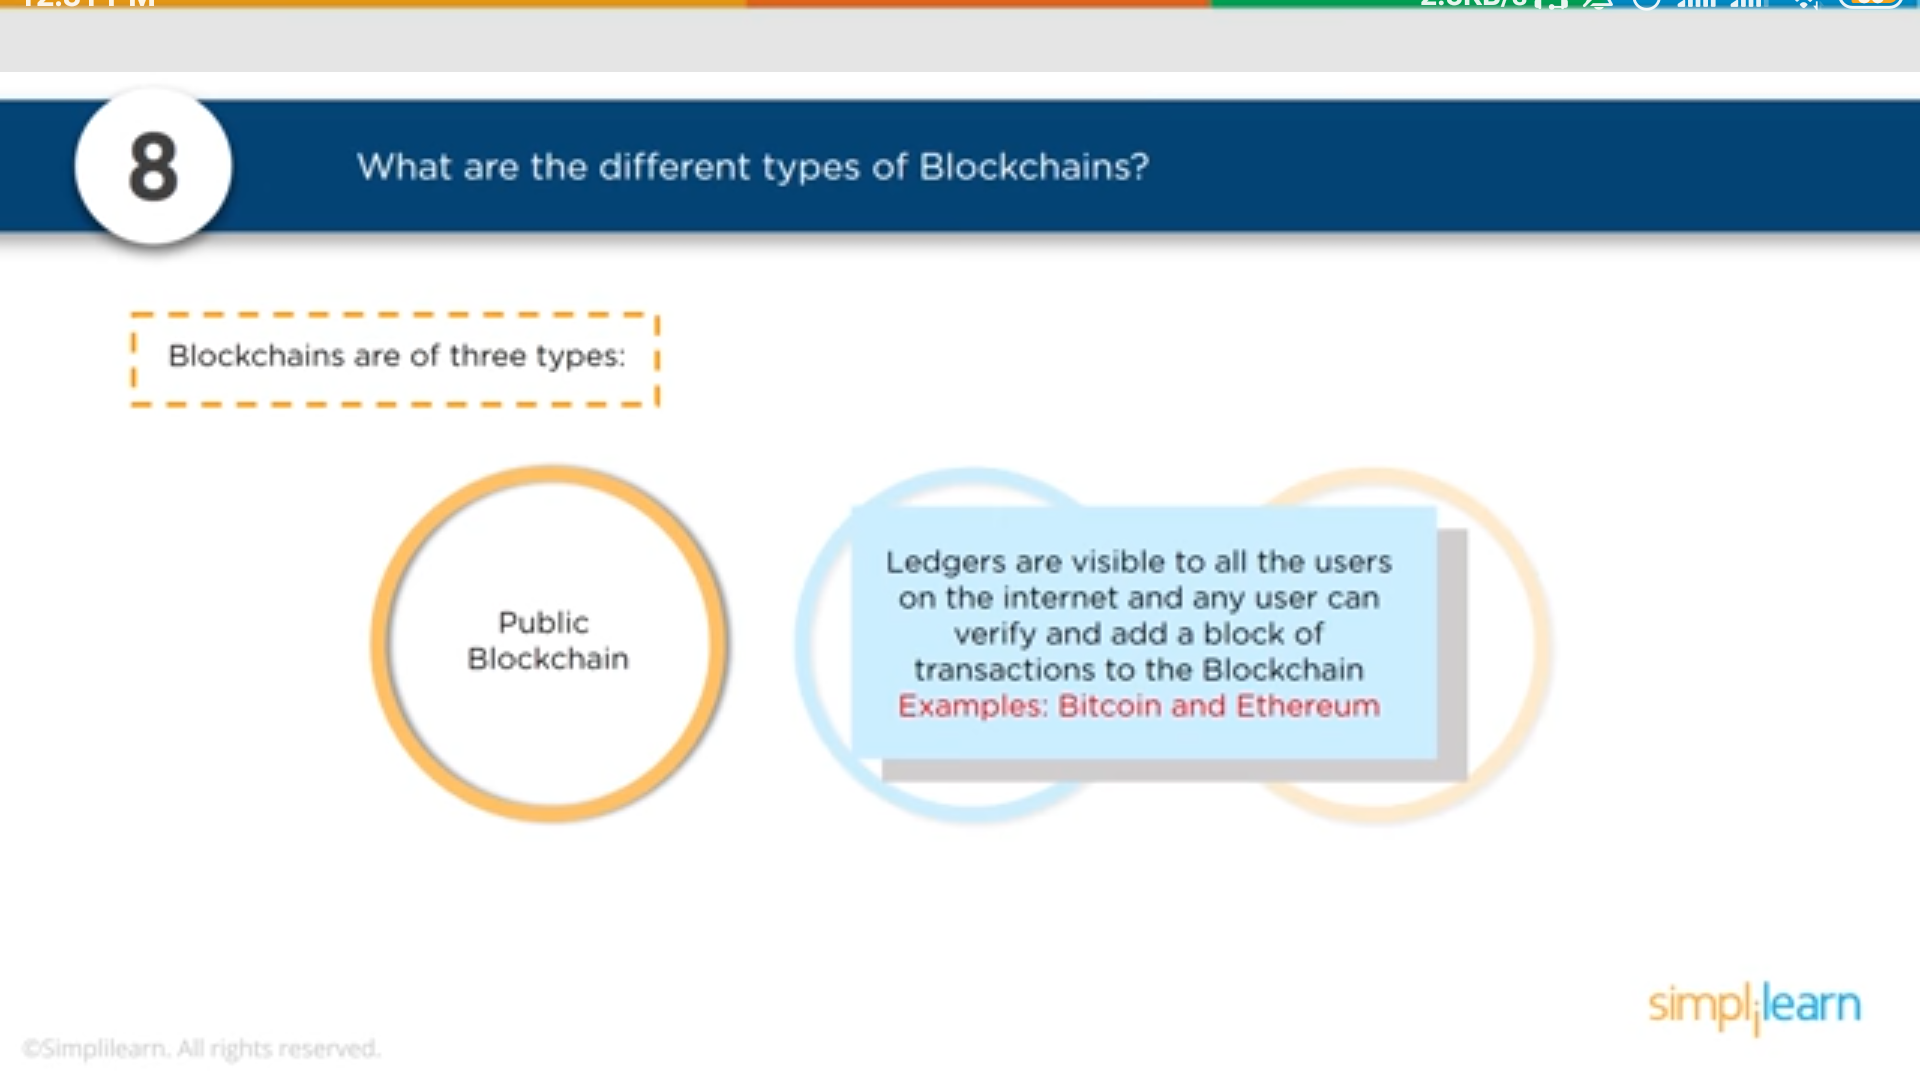 8
What are the different types of Blockchains?
Blockchains are of three types:
Public
Blockchain
Ledgers are visible to all the users
on the internet and any user can
verify and add a block of
transactions to the Blockchain
Examples: Bitcoin and Ethereum
simplilearn
©Simplilearn. All rights reserved.